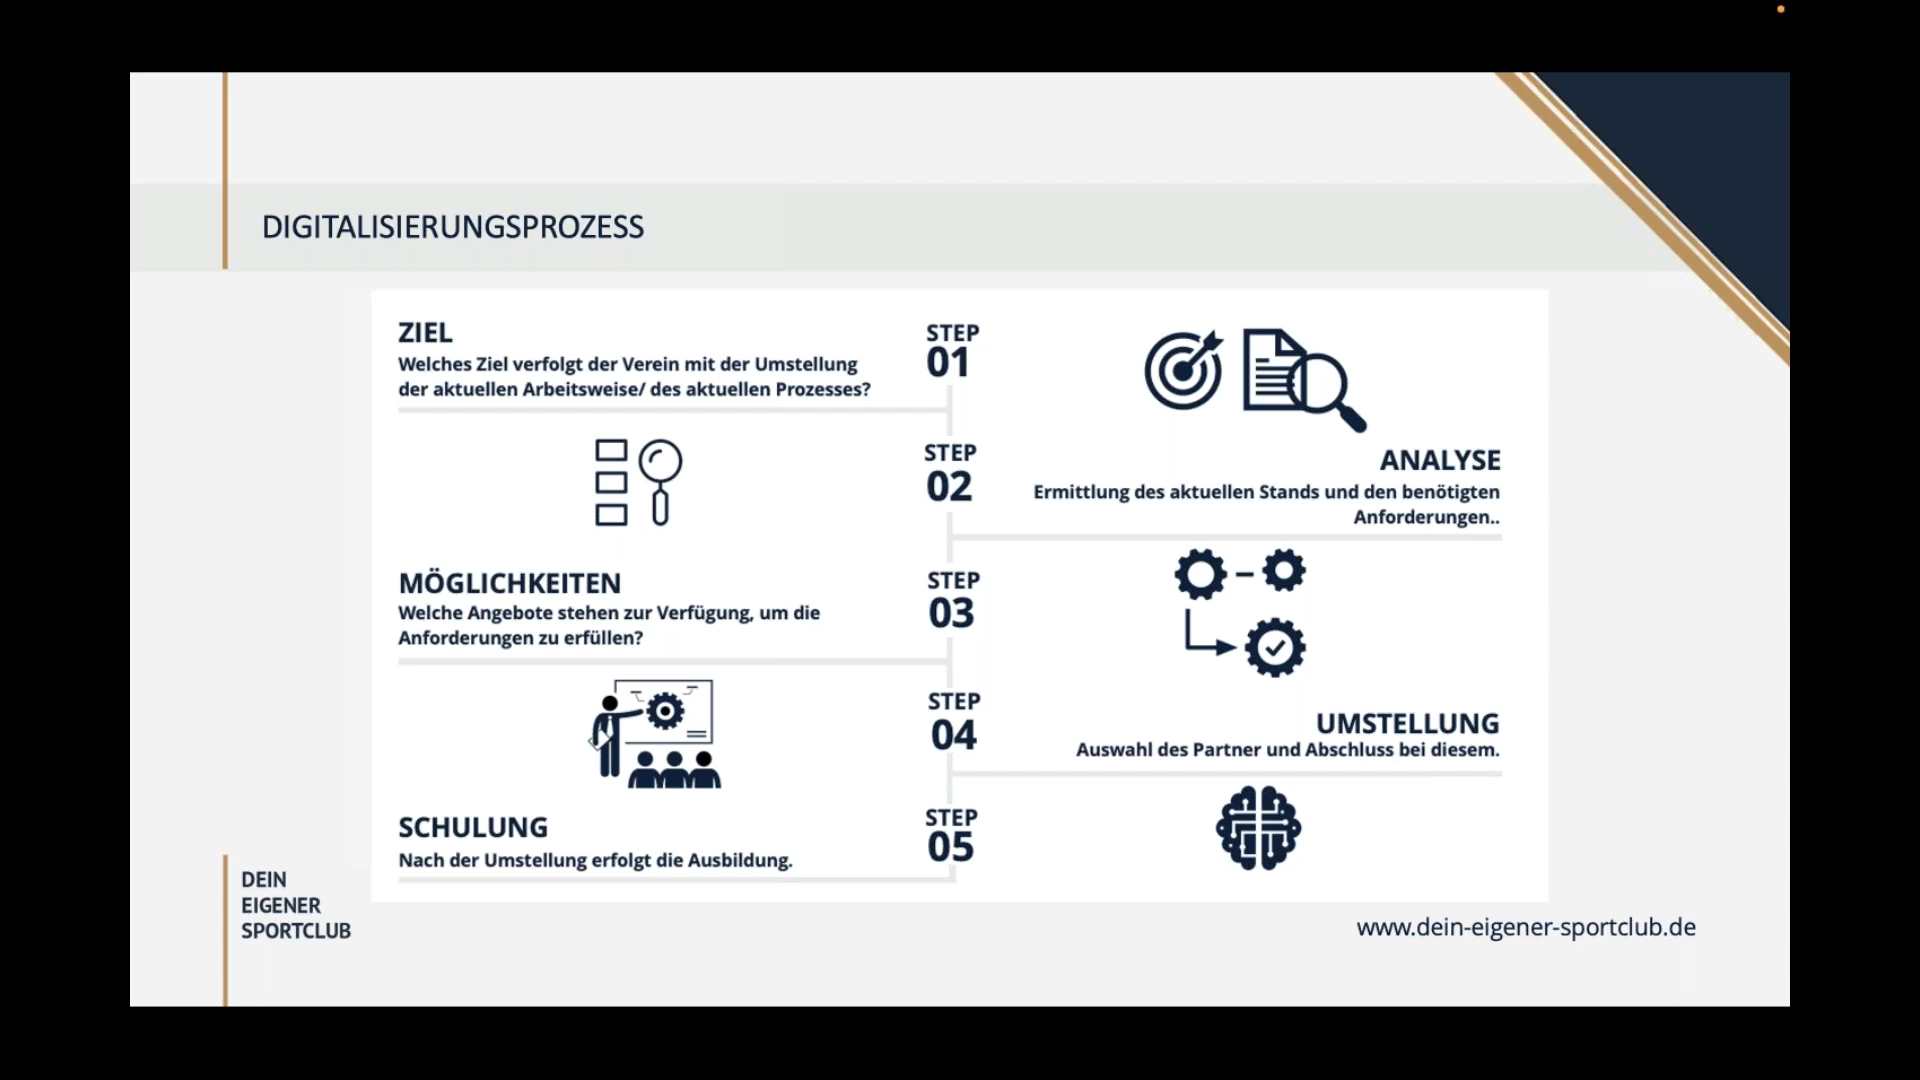 DIGITALISIERUNGSPROZESS
ZIEL
Welches Ziel verfolgt der Verein mit der Umstellung
der aktuellen Arbeitsweise/ des aktuellen Prozesses?
STEP
01
STEP
02
ANALYSE
Ermittlung des aktuellen Stands und den benötigten
Anforderungen..
MÖGLICHKEITEN
Welche Angebote stehen zur Verfügung, um die
Anforderungen zu erfüllen?
STEP
03
STEP
04
UMSTELLUNG
Auswahl des Partner und Abschluss bei diesem.
SCHULUNG
Nach der Umstellung erfolgt die Ausbildung.
STEP
05
DEIN
EIGENER
SPORTCLUB
www.dein-eigener-sportclub.de